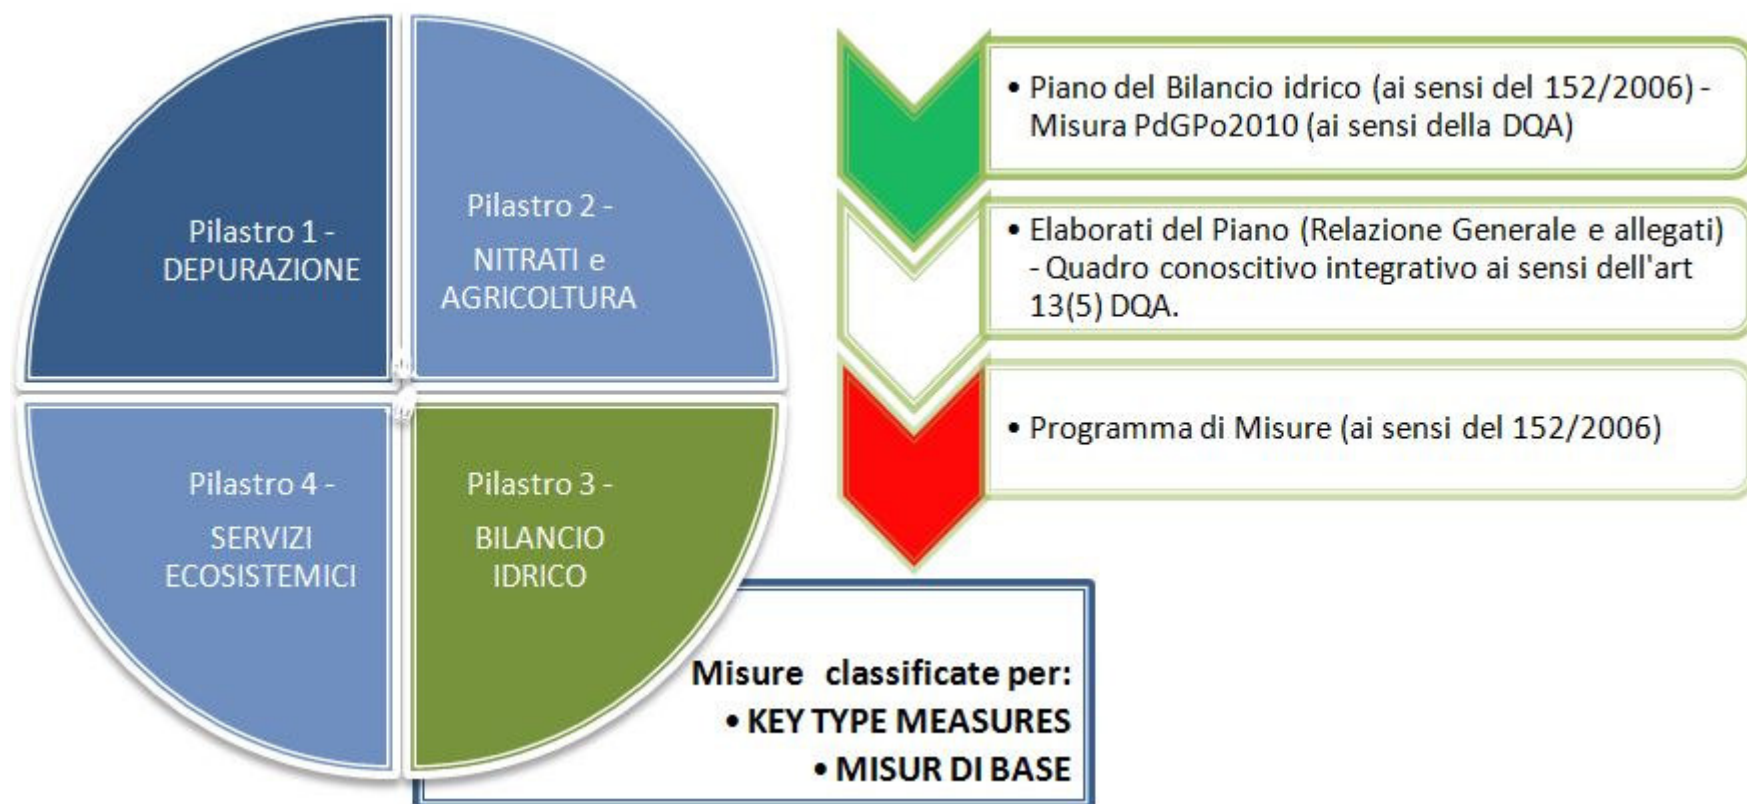 Pilastro 1 -
DEPURAZIONE
Pilastro 2 -
NITRATI e
AGRICOLTURA
Pilastro 4 -
SERVIZI
ECOSISTEMICI
Pilastro 3 -
BILANCIO
IDRICO
• Piano del Bilancio idrico (ai sensi del 152/2006) -
Misura PdGPo2010 (ai sensi della DQA)
• Elaborati del Piano (Relazione Generale e allegati)
- Quadro conoscitivo integrativo ai sensi dell'art
13(5) DQA.
• Programma di Misure (ai sensi del 152/2006)
Misure classificate per:
• KEY TYPE MEASURES
• MISUR DI BASE